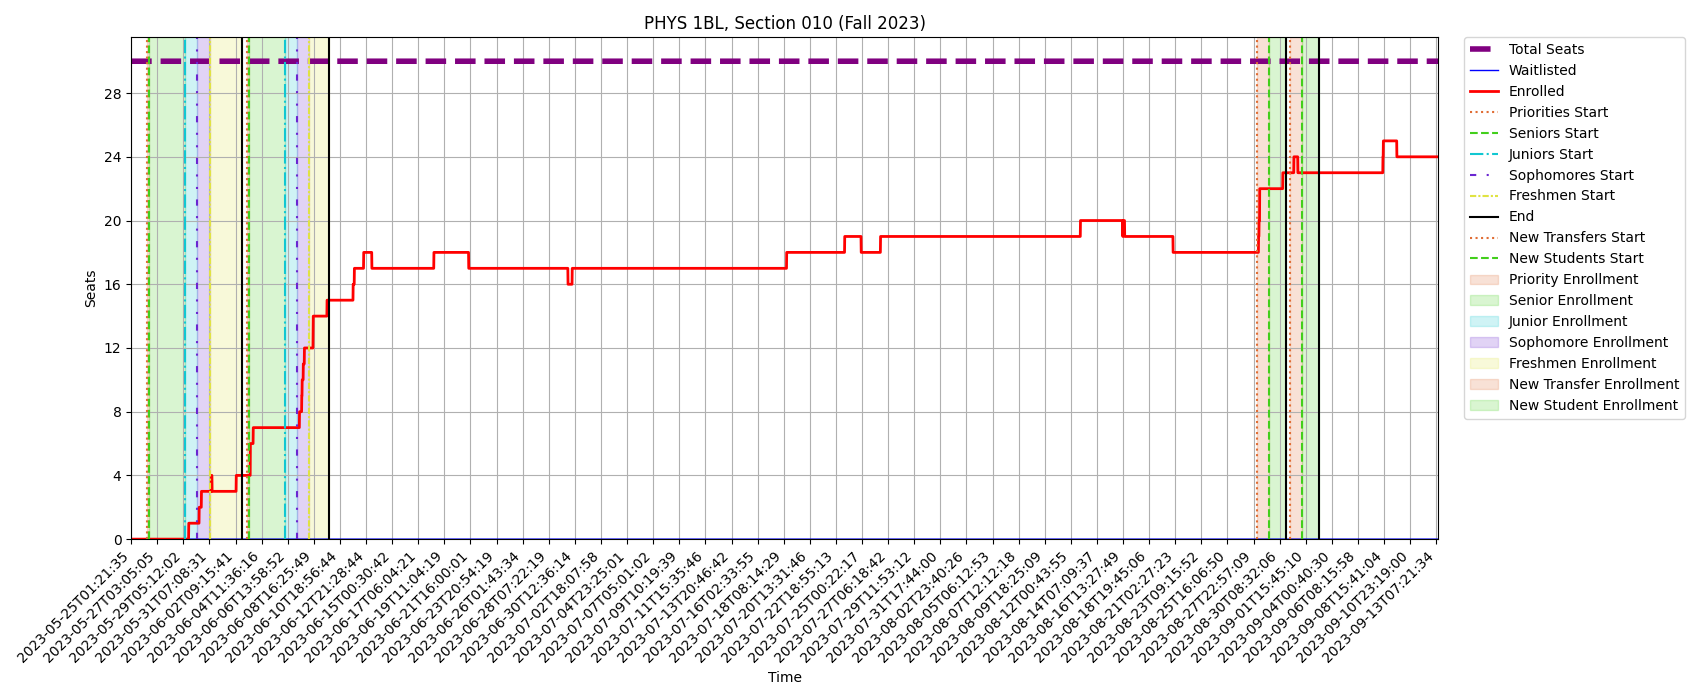 PHYS 1BL, Section 010 (Fall 2023)
Seats
28
24
20
16
12
8
4
0
2023-05-25T01:21:35
2023-05-27T03:05:05
2023-05-29T05:12:02
2023-05-31T07:08:31
2023-06-02T09:15:41
2023-06-04T11:36:16
2023-06-06T13:58:52
2023-06-08T16:25:49
2023-06-10T18:56:44
2023-06-12T21:28:44
2023-06-15T00:30:42
2023-06-17T06:04:21
2023-06-19T11:04:19
2023-06-21T16:00:01
2023-06-23T20:54:19
2023-06-26T01:43:34
2023-06-28T07:22:19
2023-06-30T12:36:14
2023-07-02T18:07:58
2023-07-04T23:25:01
2023-07-07T05:01:02
2023-07-09T10:19:39
2023-07-11T15:35:46
2023-07-13T20:46:42
2023-07-16T02:33:55
2023-07-18T08:14:29
2023-07-20T13:31:46
2023-07-22T18:55:13
2023-07-25T00:22:17
2023-07-27T06:18:42
2023-07-29T11:53:12
2023-07-31T17:44:00
2023-08-02T23:40:26
2023-08-05T06:12:53
2023-08-07T12:12:18
2023-08-09T18:25:09
2023-08-12T00:43:55
2023-08-14T07:09:37
2023-08-16T13:27:49
2023-08-18T19:45:06
2023-08-21T02:27:23
2023-08-23T09:15:52
2023-08-25T16:06:50
2023-08-27T22:57:09
2023-08-30T08:32:06
2023-09-01T15:45:10
2023-09-04T00:40:30
2023-09-06T08:15:58
2023-09-08T15:41:04
2023-09-10T23:19:00
2023-09-13T07:21:34
Time
Total Seats
Waitlisted
Enrolled
Priorities Start
Seniors Start
Juniors Start
Sophomores Start
Freshmen Start
End
New Transfers Start
New Students Start
Priority Enrollment
Senior Enrollment
Junior Enrollment
Sophomore Enrollment
Freshmen Enrollment
New Transfer Enrollment
New Student Enrollment